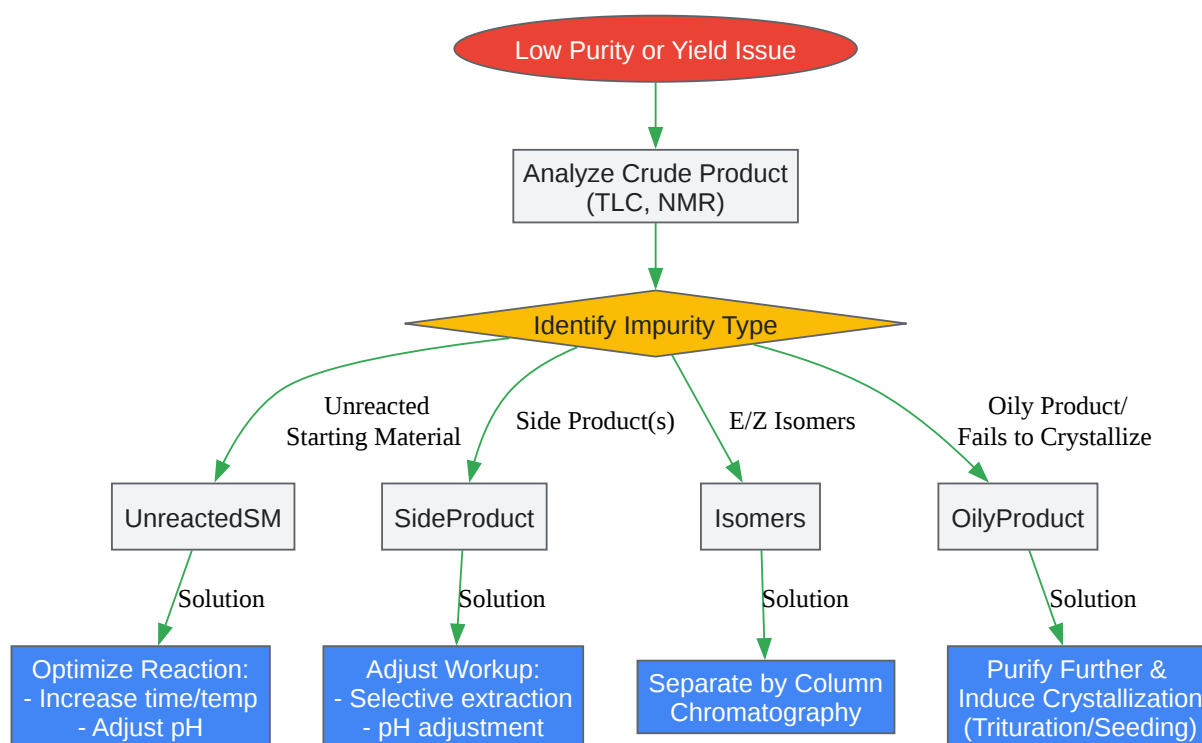 Low Purity or Yield Issue
Analyze Crude Product
(TLC, NMR)
Identify Impurity Type
Unreacted
Starting Material
Side Product(s)
E/Z Isomers
Oily Product/
Fails to Crystallize
UnreactedSM
SideProduct
Isomers
OilyProduct
Solution
Solution
Solution
Solution
Optimize Reaction:
- Increase time/temp
- Adjust pH
Adjust Workup:
- Selective extraction
- pH adjustment
Separate by Column
Chromatography
Purify Further &
Induce Crystallization
(Trituration/Seeding)